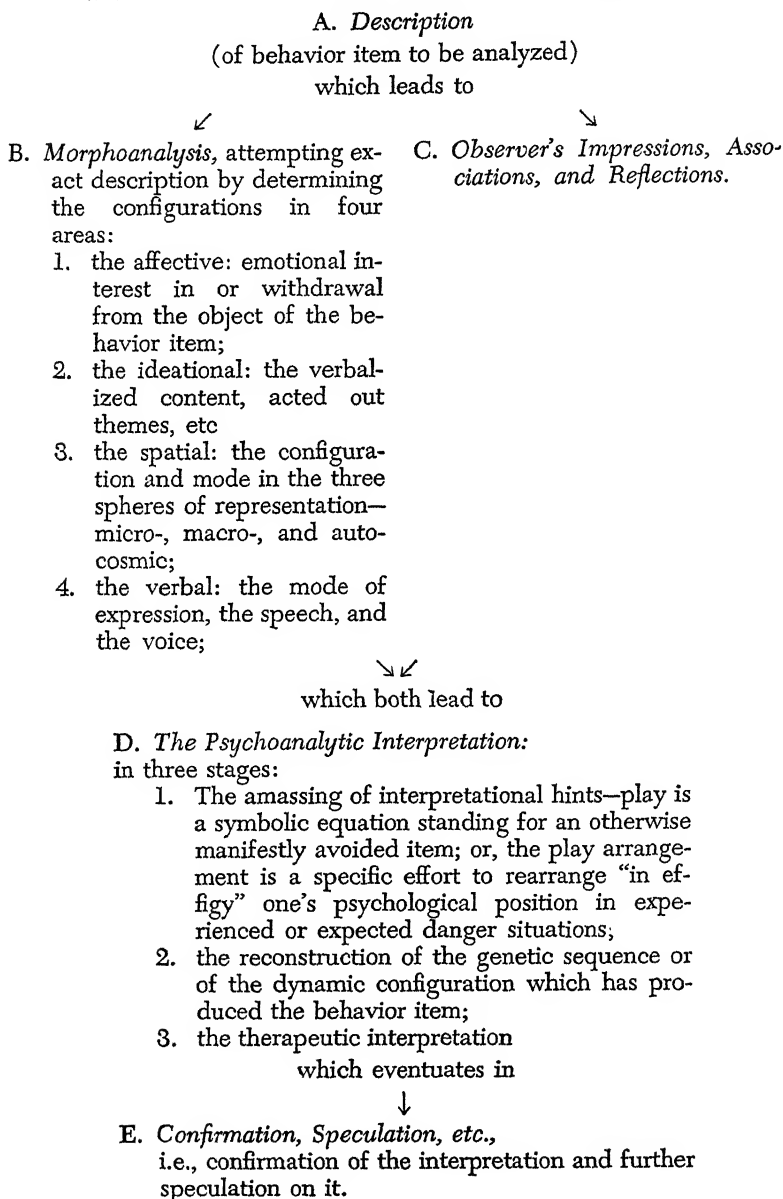 A. Description
(of behavior item to be analyzed)
which leads to
↙ ↘
B. Morphoanalysis, attempting ex-
act description by determining
the configurations in four
areas:
1. the affective: emotional in-
terest in or withdrawal
from the object of the be-
havior item;
2. the ideational: the verbal-
ized content, acted out
themes, etc
3. the spatial: the configura-
tion and mode in the three
spheres of representation—
micro-, macro-, and auto-
cosmic;
4. the verbal: the mode of
expression, the speech, and
the voice;
C. Observer's Impressions, Asso-
ciations, and Reflections.
↘↙
which both lead to
D. The Psychoanalytic Interpretation:
in three stages:
1. The amassing of interpretational hints—play is
a symbolic equation standing for an otherwise
manifestly avoided item; or, the play arrange-
ment is a specific effort to rearrange “in ef-
figy” one's psychological position in expe-
rienced or expected danger situations;
2. the reconstruction of the genetic sequence or
of the dynamic configuration which has pro-
duced the behavior item;
3. the therapeutic interpretation
which eventuates in
↓
E. Confirmation, Speculation, etc.,
i.e., confirmation of the interpretation and further
speculation on it.